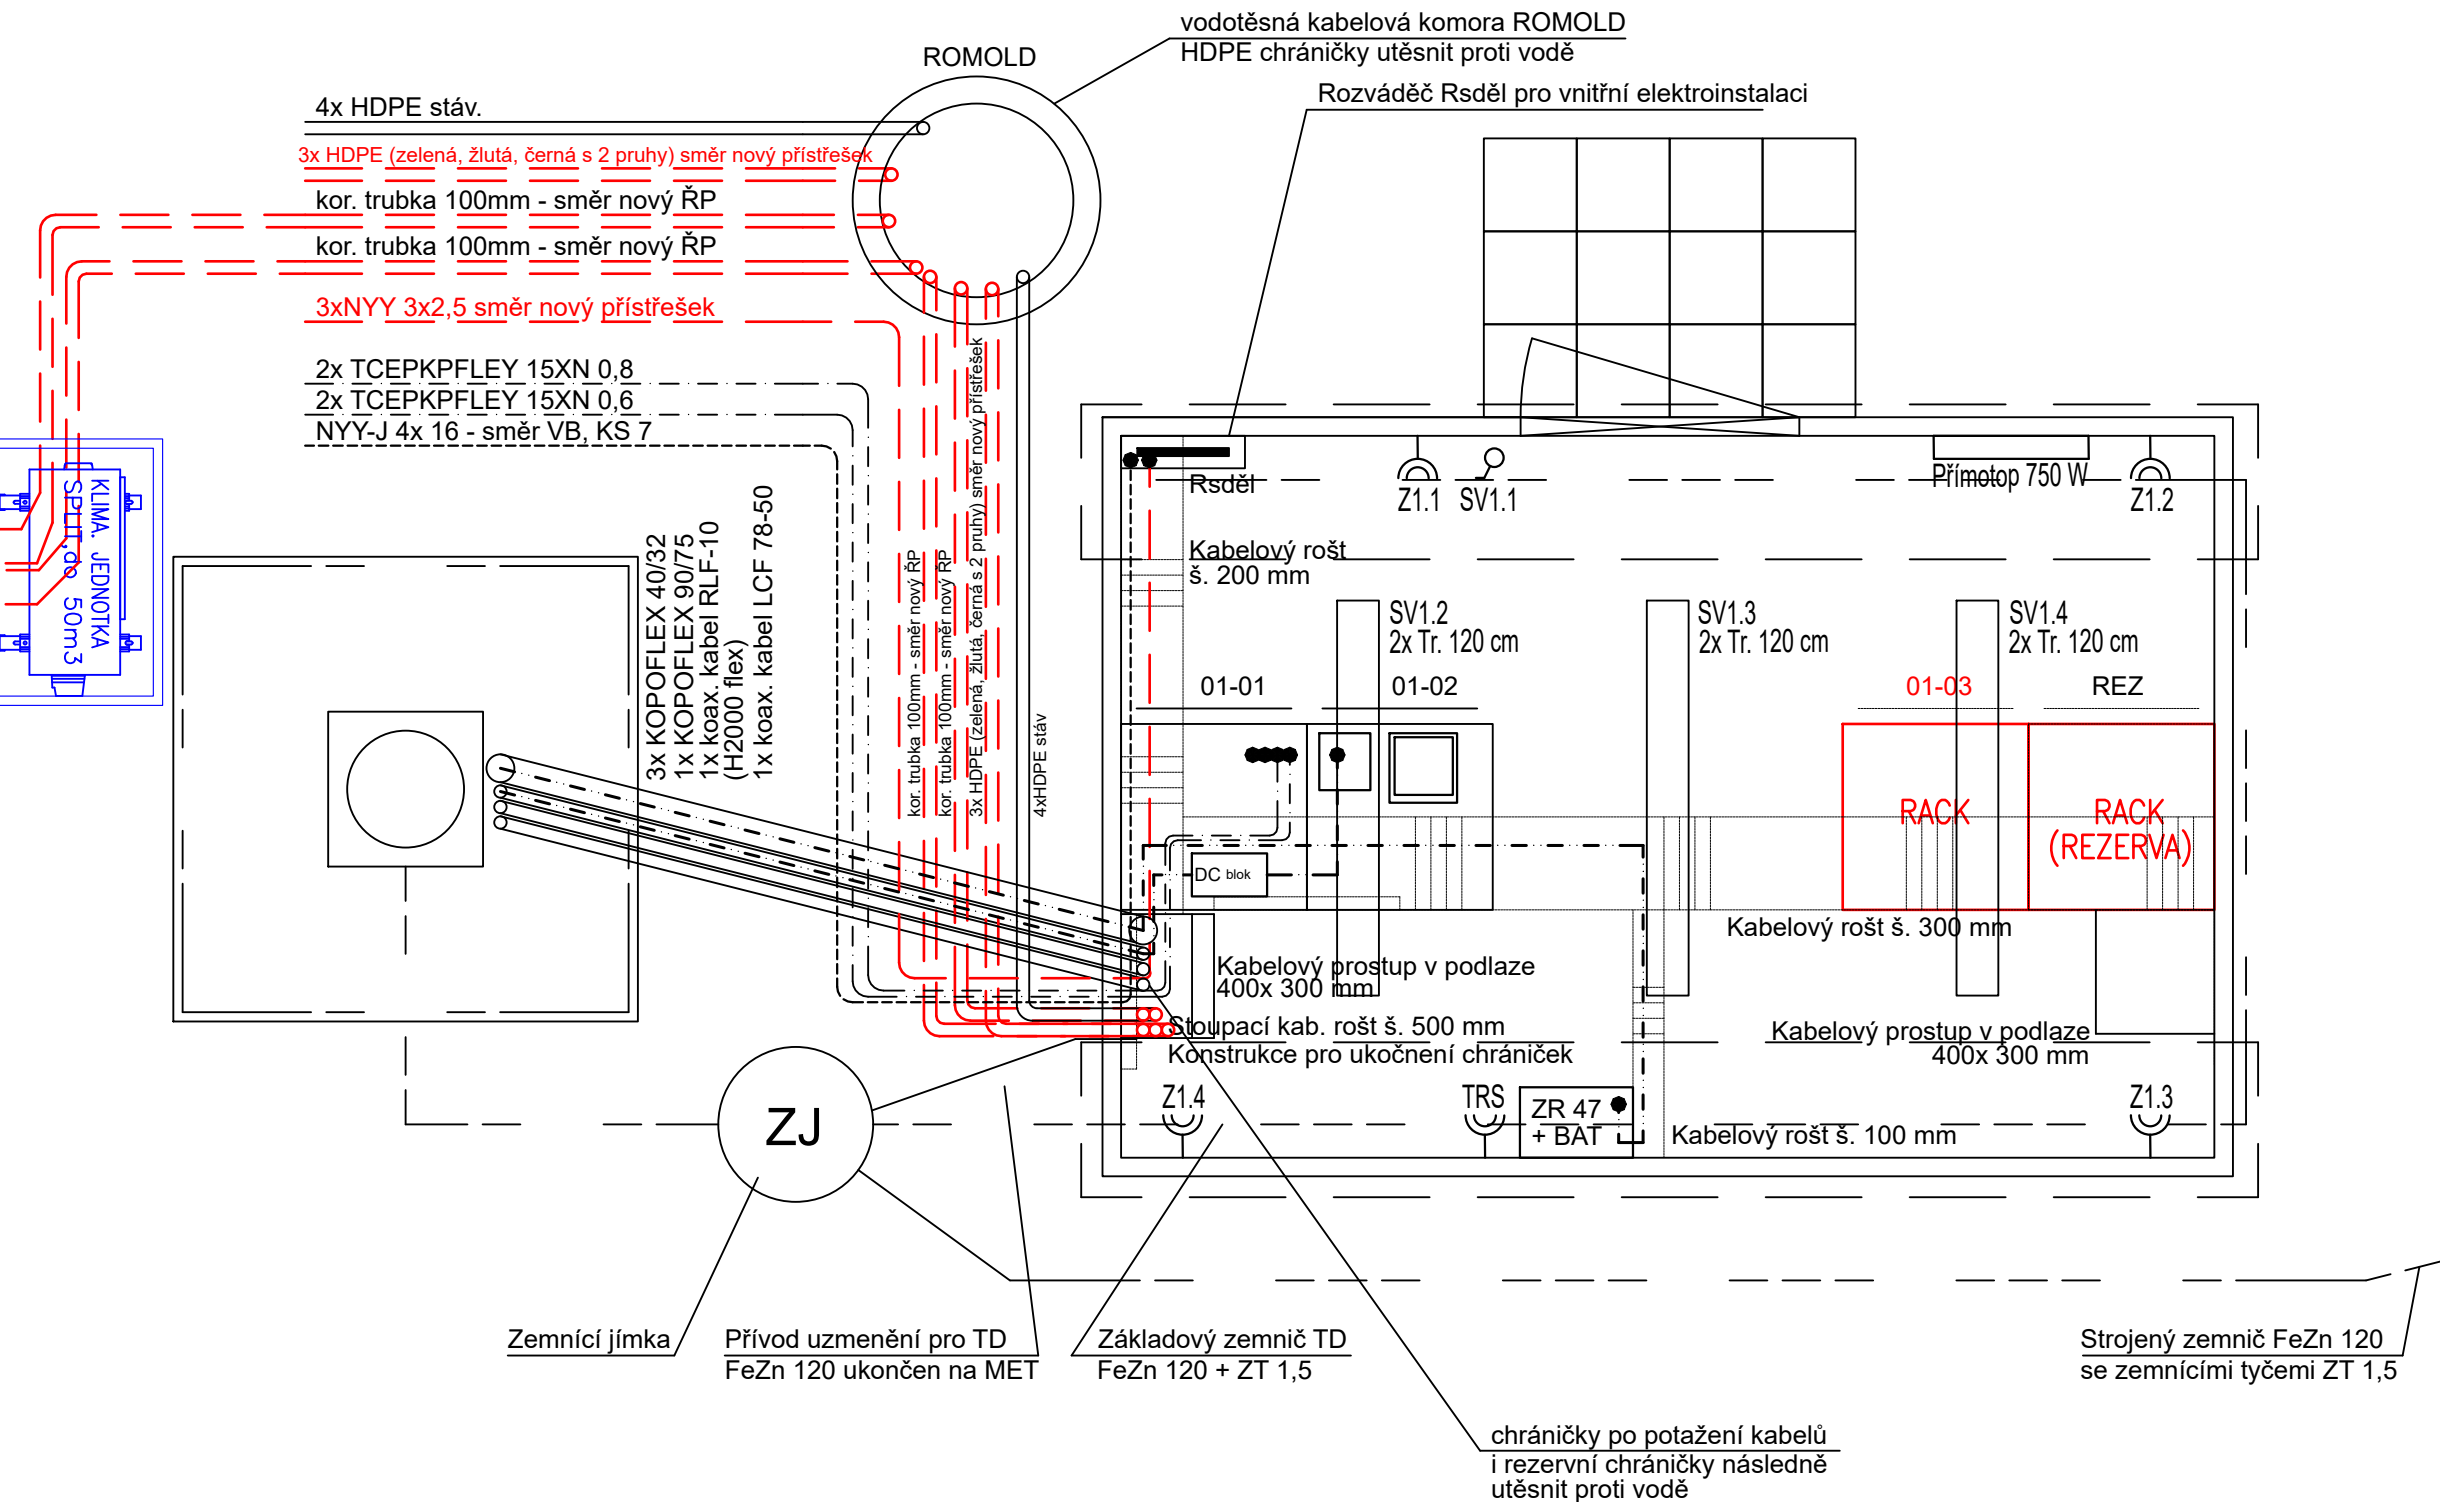 vodotěsná kabelová komora ROMOLD
HDPE chráničky utěsnit proti vodě
ROMOLD
Rozváděč Rsděl pro vnitřní elektroinstalaci
4x HDPE stáv.
3x HDPE (zelená, žlutá, černá s 2 pruhy) směr nový přístřešek
kor. trubka 100mm - směr nový ŘP
kor. trubka 100mm - směr nový ŘP
3xNYY 3x2,5 směr nový přístřešek
2x TCEPKPFLEY 15XN 0,8
2x TCEPKPFLEY 15XN 0,6
NYY-J 4x 16 - směr VB, KS 7
KLIMA. JEDNOTKA
SPLIT,do 50m3
3x KOPOFLEX 40/32
1x KOPOFLEX 90/75
1x koax. kabel RLF-10
(H2000 flex)
1x koax. kabel LCF 78-50
kor. trubka 100mm - směr nový ŘP
kor. trubka 100mm - směr nový ŘP
3x HDPE (zelená, žlutá, černá s 2 pruhy) směr nový přístřešek
4xHDPE stáv
Rsděl
Z1.1
SV1.1
Přímotop 750 W
Z1.2
Kabelový rošt
š. 200 mm
SV1.2
2x Tr. 120 cm
SV1.3
2x Tr. 120 cm
SV1.4
2x Tr. 120 cm
01-01
01-02
01-03
REZ
RACK
RACK
(REZERVA)
DC blok
Kabelový rošt š. 300 mm
Kabelový prostup v podlaze
400x 300 mm
Stoupací kab. rošt š. 500 mm
Konstrukce pro ukočnení chrániček
Kabelový prostup v podlaze
400x 300 mm
Z1.4
TRS
ZR 47
+ BAT
Z1.3
Kabelový rošt š. 100 mm
ZJ
Zemnící jímka
Přívod uzmenění pro TD
FeZn 120 ukončen na MET
Základový zemnič TD
FeZn 120 + ZT 1,5
Strojený zemnič FeZn 120
se zemnícími tyčemi ZT 1,5
chráničky po potažení kabelů
i rezervní chráničky následně
utěsnit proti vodě